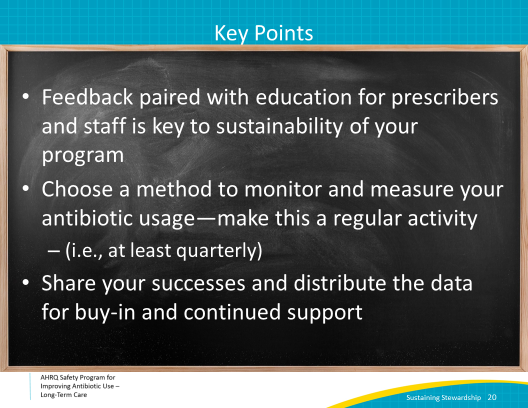 Key Points
• Feedback paired with education for prescribers
and staff is key to sustainability of your
program
• Choose a method to monitor and measure your
antibiotic usage—make this a regular activity
– (i.e., at least quarterly)
• Share your successes and distribute the data
for buy-in and continued support
AHRQ Safety Program for
Improving Antibiotic Use –
Long-Term Care
Sustaining Stewardship 20